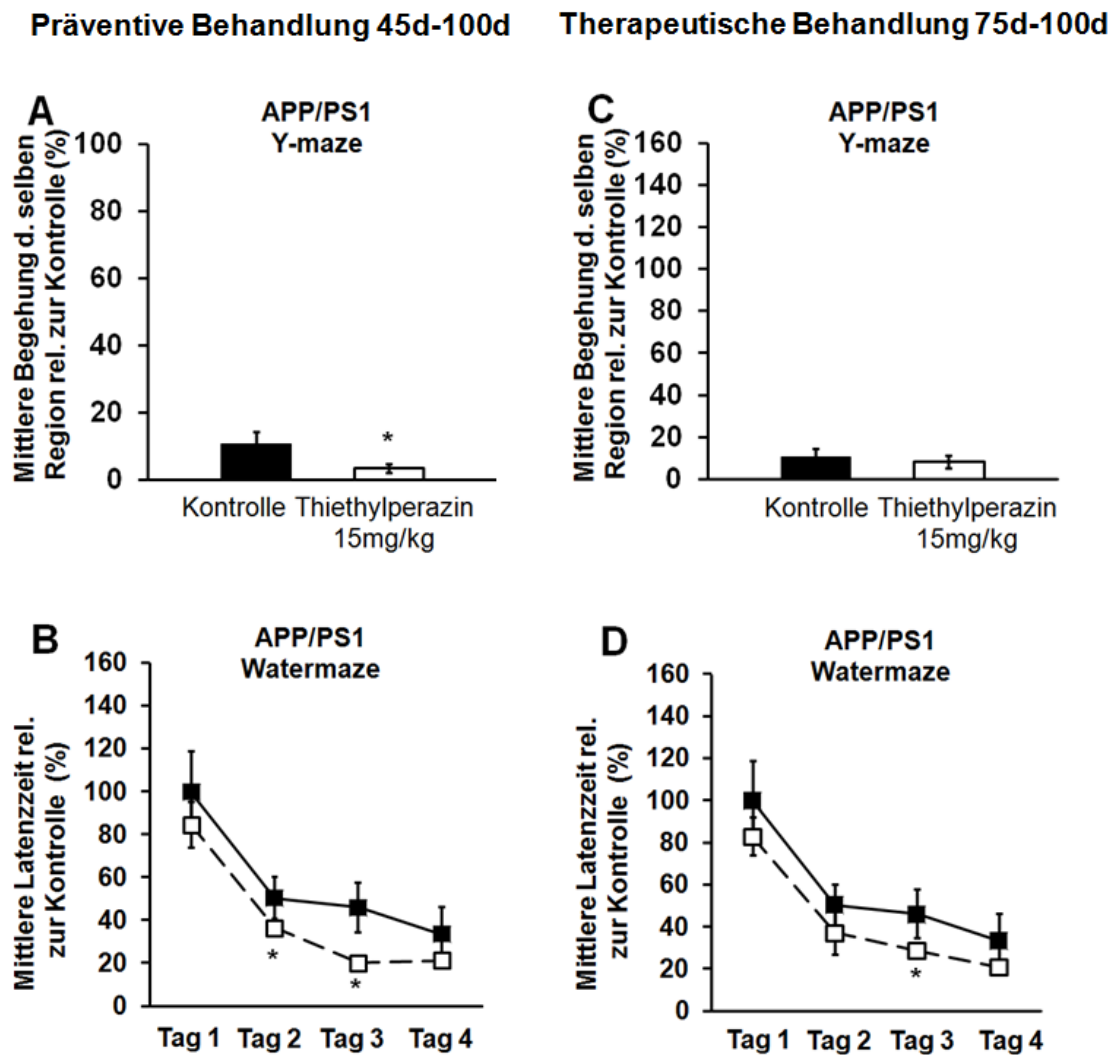 Präventive Behandlung 45d-100d
Therapeutische Behandlung 75d-100d
A
APP/PS1
Y-maze
Mittlere Begehung d. selben
Region rel. zur Kontrolle (%)
100
80
60
40
20
0
*
Kontrolle
Thiethylperazin
15mg/kg
C
APP/PS1
Y-maze
Mittlere Begehung d. selben
Region rel. zur Kontrolle (%)
160
140
120
100
80
60
40
20
0
Kontrolle
Thiethylperazin
15mg/kg
B
APP/PS1
Watermaze
Mittlere Latenzzeit rel.
zur Kontrolle (%)
160
140
120
100
80
60
40
20
0
*
*
Tag 1
Tag 2
Tag 3
Tag 4
D
APP/PS1
Watermaze
Mittlere Latenzzeit rel.
zur Kontrolle (%)
160
140
120
100
80
60
40
20
0
*
Tag 1
Tag 2
Tag 3
Tag 4